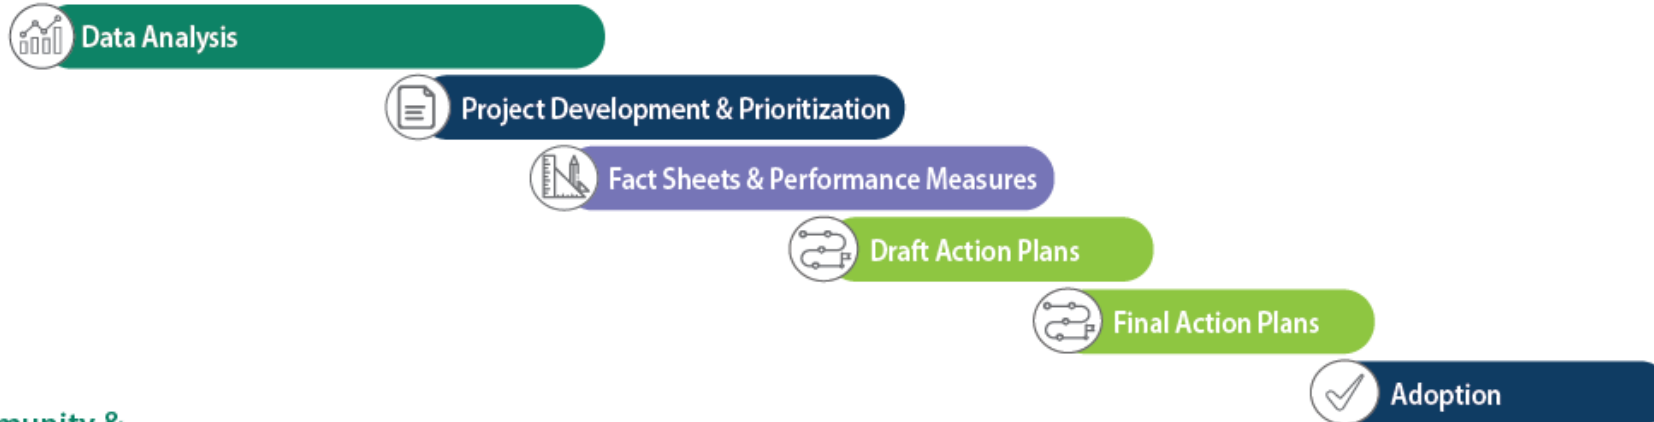 Data Analysis
Project Development & Prioritization
Fact Sheets & Performance Measures
Draft Action Plans
Final Action Plans
Adoption
&